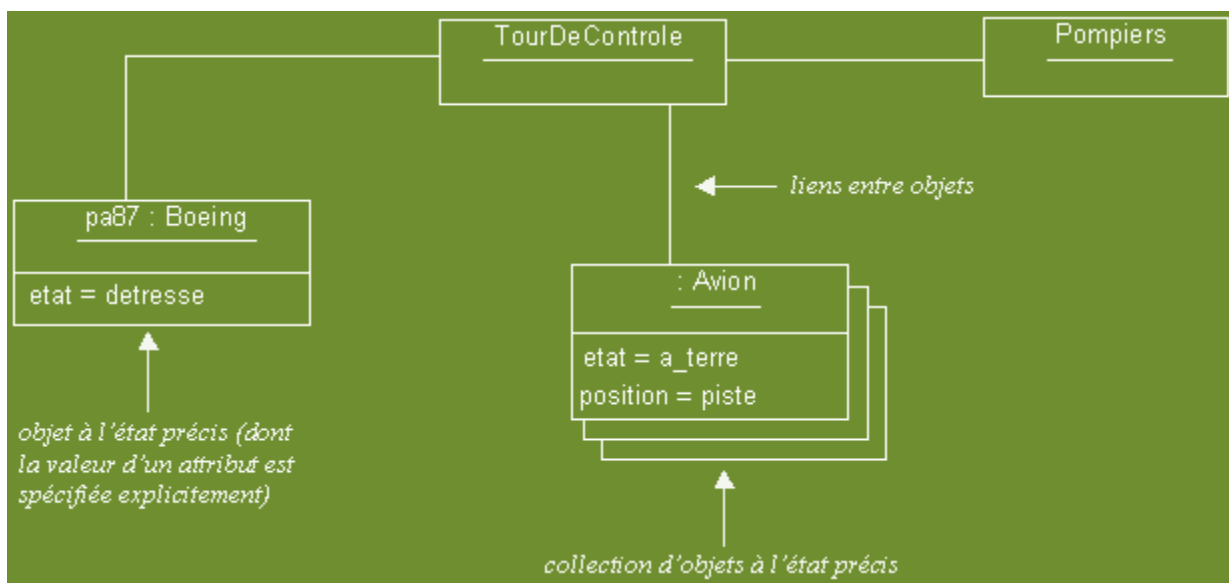 TourDeControle
Pompiers
liens entre objets
pa87 : Boeing
etat = detresse
: Avion
etat = a_terre
position = piste
objet à l'état précis (dont
la valeur d'un attribut est
spécifiée explicitement)
collection d'objets à l'état précis